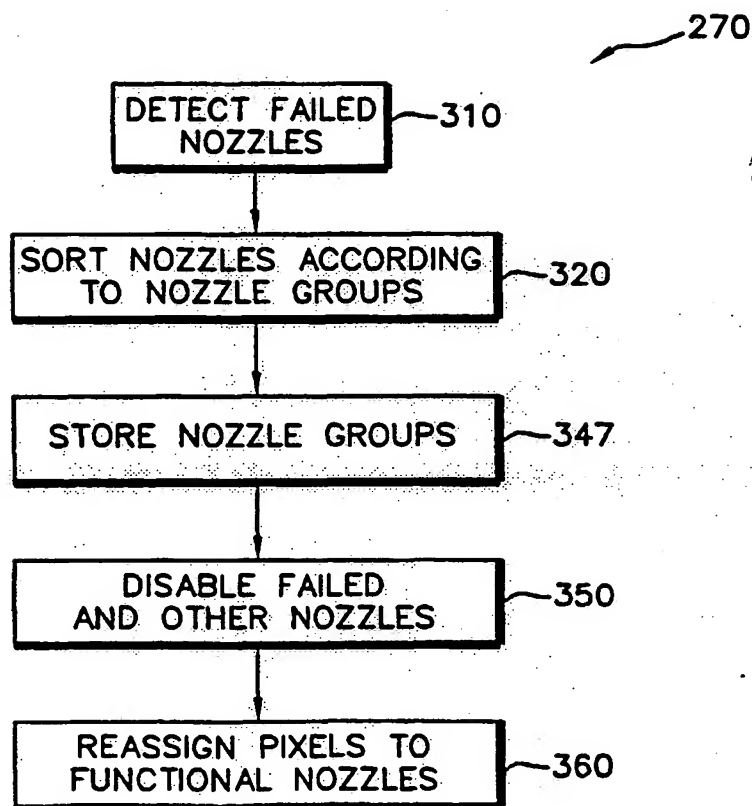 270
DETECT FAILED
NOZZLES
310
SORT NOZZLES ACCORDING
TO NOZZLE GROUPS
320
STORE NOZZLE GROUPS
347
DISABLE FAILED
AND OTHER NOZZLES
350
REASSIGN PIXELS TO
FUNCTIONAL NOZZLES
360